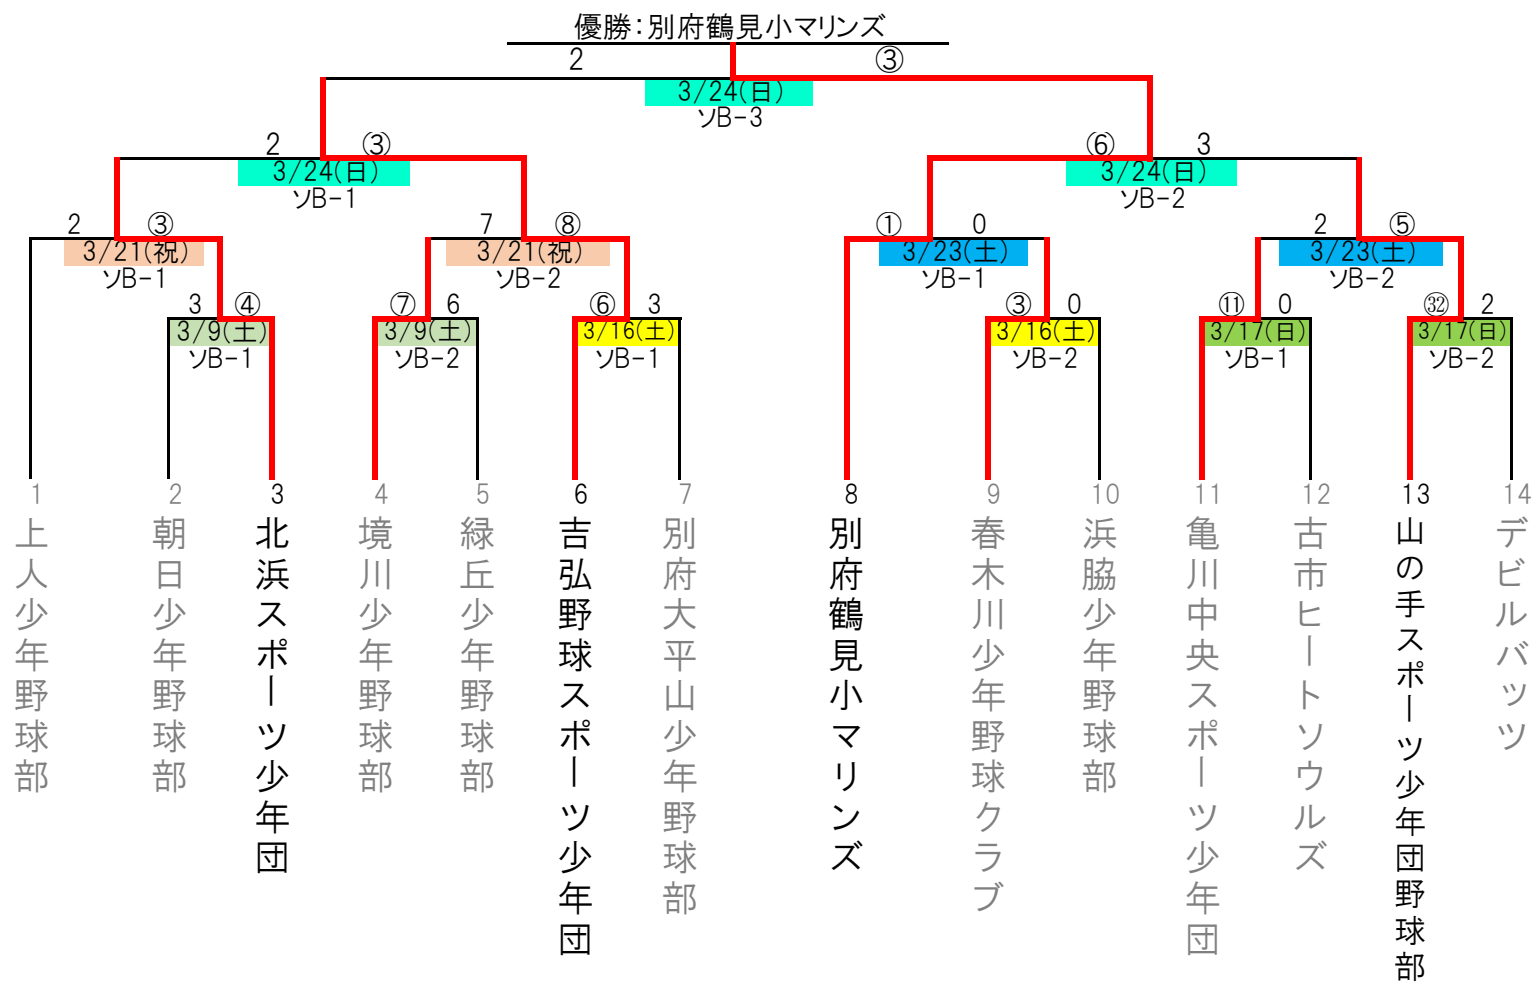 優勝：別府鶴見小マリンズ
2 ③
3/24(日)
ソB-3
2 ③ ⑥ 3
3/24(日) 3/24(日)
ソB-1 ソB-2
2 ③ 7 ⑧ ① 0 2 ⑤
3/21(祝) 3/21(祝) 3/23(土) 3/23(土)
ソB-1 ソB-2 ソB-1 ソB-2
3 ④ ⑦ 6 ⑥ 3 ③ 0 ⑪ 0 ㉜ 2
3/9(土) 3/9(土) 3/16(土) 3/16(土) 3/17(日) 3/17(日)
ソB-1 ソB-2 ソB-1 ソB-2 ソB-1 ソB-2
1 2 3 4 5 6 7 8 9 10 11 12 13 14
上人少年野球部
朝日少年野球部
北浜スポーツ少年団
境川少年野球部
緑丘少年野球部
吉弘野球スポーツ少年団
別府大平山少年野球部
別府鶴見小マリンズ
春木川少年野球クラブ
浜脇少年野球部
亀川中央スポーツ少年団
古市ヒートソウルズ
山の手スポーツ少年団野球部
デビルバッツ